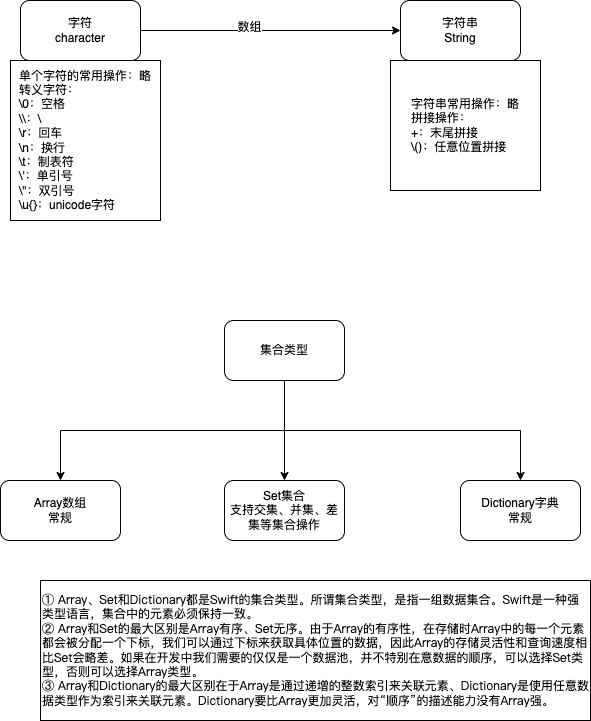 字符
character
数组
字符串
String
单个字符的常用操作：略
转义字符：
\0：空格
\\：\
\r：回车
\n：换行
\t：制表符
\'：单引号
\"：双引号
\u{}：unicode字符
字符串常用操作：略
拼接操作：
+：末尾拼接
\()：任意位置拼接
集合类型
Array数组
常规
Set集合
支持交集、并集、差
集等集合操作
Dictionary字典
常规
① Array、Set和Dictionary都是Swift的集合类型。所谓集合类型，是指一组数据集合。Swift是一种强
类型语言，集合中的元素必须保持一致。
② Array和Set的最大区别是Array有序、Set无序。由于Array的有序性，在存储时Array中的每一个元素
都会被分配一个下标，我们可以通过下标来获取具体位置的数据，因此Array的存储灵活性和查询速度相
比Set会略差。如果在开发中我们需要的仅仅是一个数据池，并不特别在意数据的顺序，可以选择Set类
型，否则可以选择Array类型。
③ Array和Dictionary的最大区别在于Array是通过递增的整数索引来关联元素、Dictionary是使用任意数
据类型作为索引来关联元素。Dictionary要比Array更加灵活，对“顺序”的描述能力没有Array强。